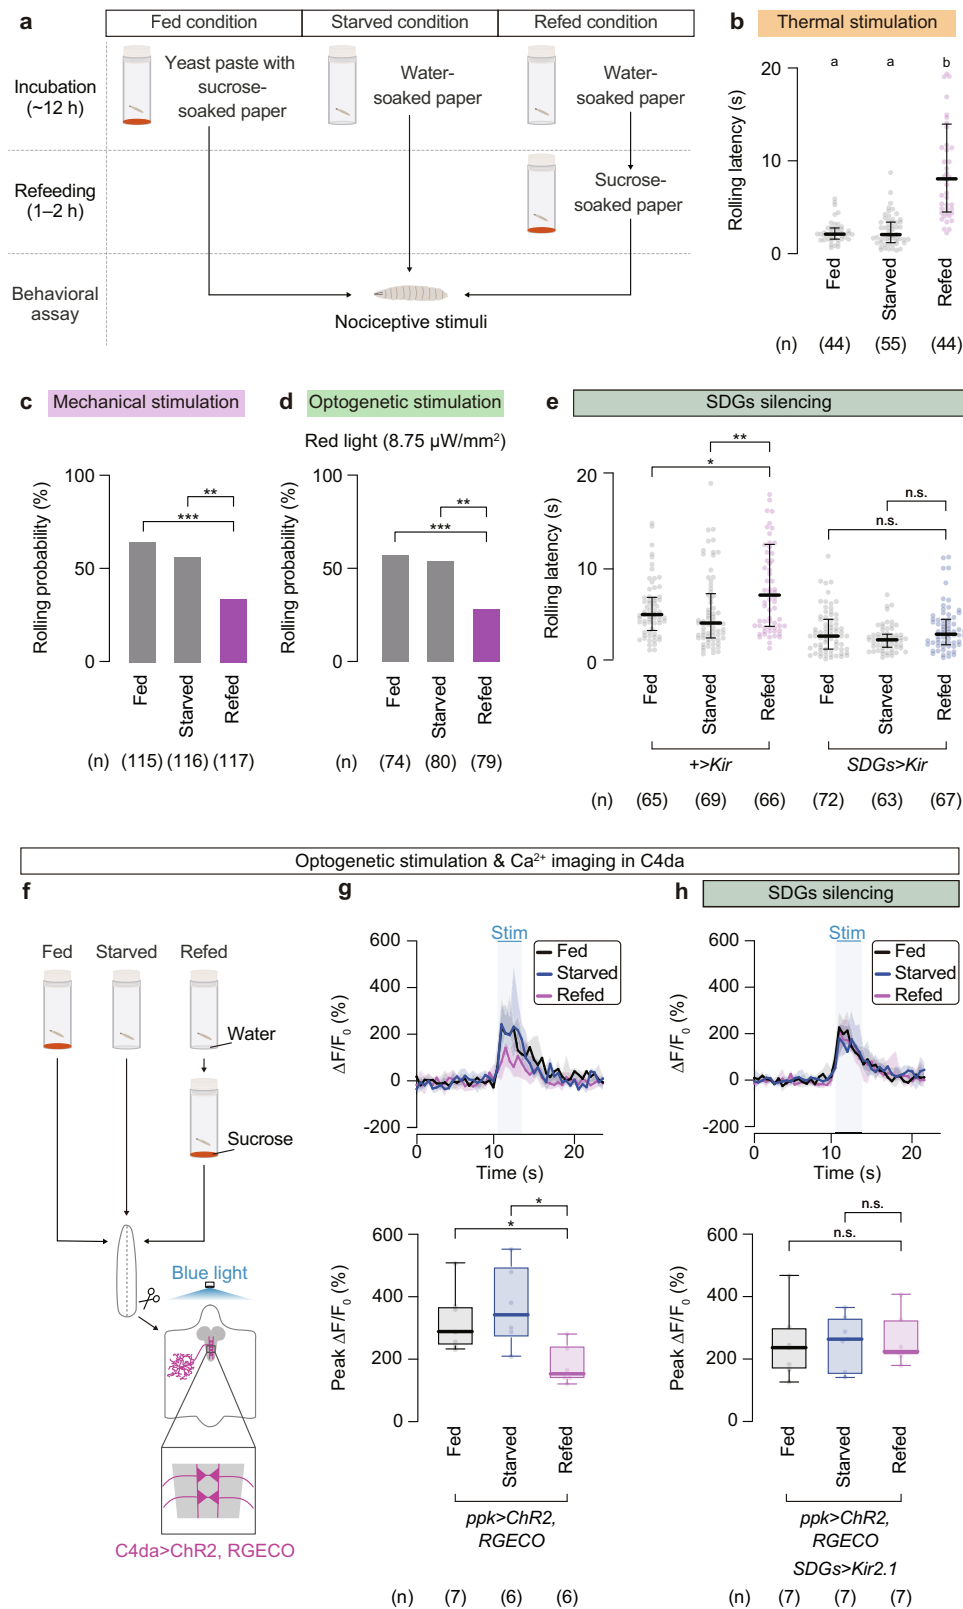 a
Fed condition
Starved condition
Refed condition
Incubation
(~12 h)
Yeast paste with
sucrose-
soaked paper
Water-
soaked paper
Water-
soaked paper
Refeeding
(1–2 h)
Sucrose-
soaked paper
Behavioral
assay
Nociceptive stimuli
b
Thermal stimulation
a a b
Rolling latency (s)
20
10
0
Fed
Starved
Refed
(n) (44) (55) (44)
c
Mechanical stimulation
Rolling probability (%)
100
50
0
**
***
Fed
Starved
Refed
(n) (115) (116) (117)
d
Optogenetic stimulation
Red light (8.75 µW/mm²)
Rolling probability (%)
100
50
0
**
***
Fed
Starved
Refed
(n) (74) (80) (79)
e
SDGs silencing
Rolling latency (s)
20
10
0
**
*
n.s.
n.s.
Fed
Starved
Refed
Fed
Starved
Refed
+>Kir
SDGs>Kir
(n) (65) (69) (66) (72) (63) (67)
Optogenetic stimulation & Ca²⁺ imaging in C4da
f
Fed Starved Refed
Water
Sucrose
Blue light
C4da>ChR2, RGECO
g
Stim
Fed
Starved
Refed
ΔF/F₀ (%)
600
400
200
0
-200
0 10 20
Time (s)
*
*
Peak ΔF/F₀ (%)
600
400
200
0
Fed
Starved
Refed
ppk>ChR2,
RGECO
(n) (7) (6) (6)
h
SDGs silencing
Stim
Fed
Starved
Refed
ΔF/F₀ (%)
600
400
200
0
-200
0 10 20
Time (s)
n.s.
n.s.
Peak ΔF/F₀ (%)
600
400
200
0
Fed
Starved
Refed
ppk>ChR2,
RGECO
SDGs>Kir2.1
(n) (7) (7) (7)